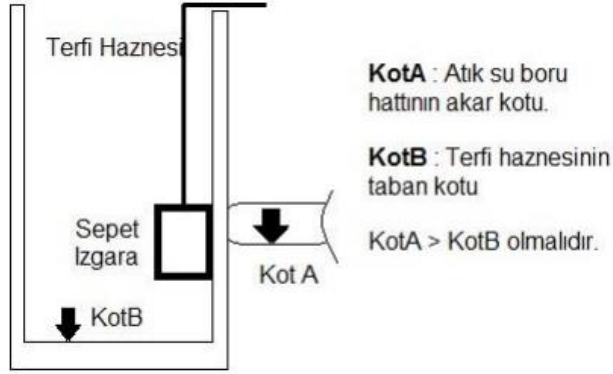 Terfi Haznesi
Sepet
Izgara
KotB
Kot A
KotA : Atık su boru
hattının akar kotu.
KotB : Terfi haznesinin
taban kotu
KotA > KotB olmalıdır.